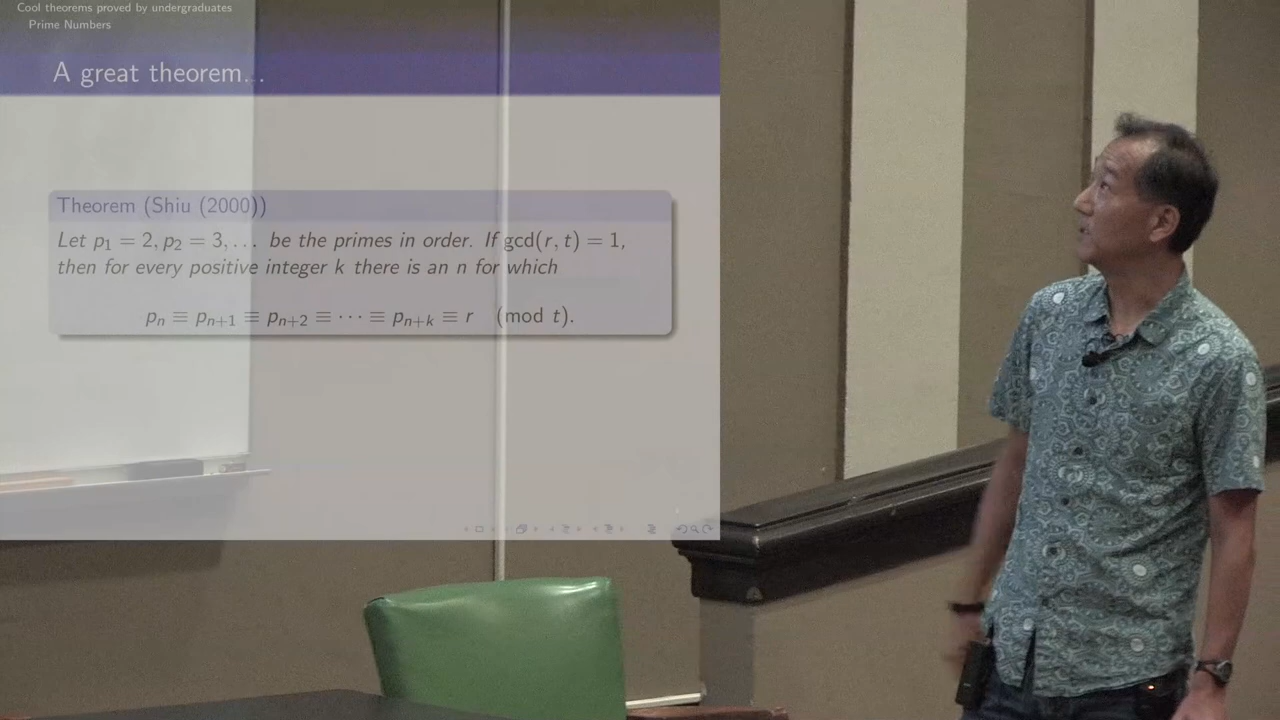 Cool theorems proved by undergraduates
Prime Numbers
A great theorem...
Theorem (Shiu (2000))
Let p₁ = 2, p₂ = 3, . . . be the primes in order. If gcd(r, t) = 1,
then for every positive integer k there is an n for which
pₙ ≡ pₙ₊₁ ≡ pₙ₊₂ ≡ · · · ≡ pₙ₊ₖ ≡ r (mod t).